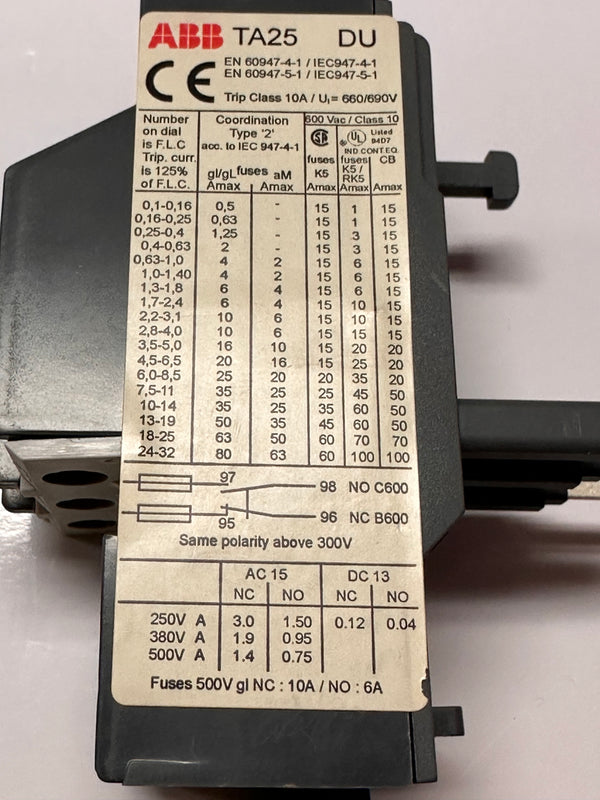 ABB TA25 DU
EN 60947-4-1 / IEC947-4-1
EN 60947-5-1 / IEC947-5-1
CE
Trip Class 10A / Ui= 660/690V
Number on dial is F.L.C Trip. curr. is 125% of F.L.C.
Coordination Type '2' acc. to IEC 947-4-1
gl/gL fuses aM
Amax Amax
600 Vac / Class 10
SA fuses K5 Amax
UL Listed 94D7
IND.CONT.EQ.
fuses K5 / RK5 Amax
CB Amax
0,1-0,16 0,5 - 15 1 15
0,16-0,25 0,63 - 15 1 15
0,25-0,4 1,25 - 15 3 15
0,4-0,63 2 - 15 3 15
0,63-1,0 4 2 15 6 15
1,0-1,40 4 2 15 6 15
1,3-1,8 6 4 15 6 15
1,7-2,4 6 4 15 10 15
2,2-3,1 10 6 15 10 15
2,8-4,0 10 6 15 15 15
3,5-5,0 16 10 15 20 20
4,5-6,5 20 16 15 25 20
6,0-8,5 25 20 20 35 20
7,5-11 35 25 25 45 50
10-14 35 25 35 60 50
13-19 50 35 45 60 50
18-25 63 50 60 70 70
24-32 80 63 60 100 100
97 98 NO C600
95 96 NC B600
Same polarity above 300V
AC 15 DC 13
NC NO NC NO
250V A 3.0 1.50 0.12 0.04
380V A 1.9 0.95
500V A 1.4 0.75
Fuses 500V gl NC : 10A / NO : 6A